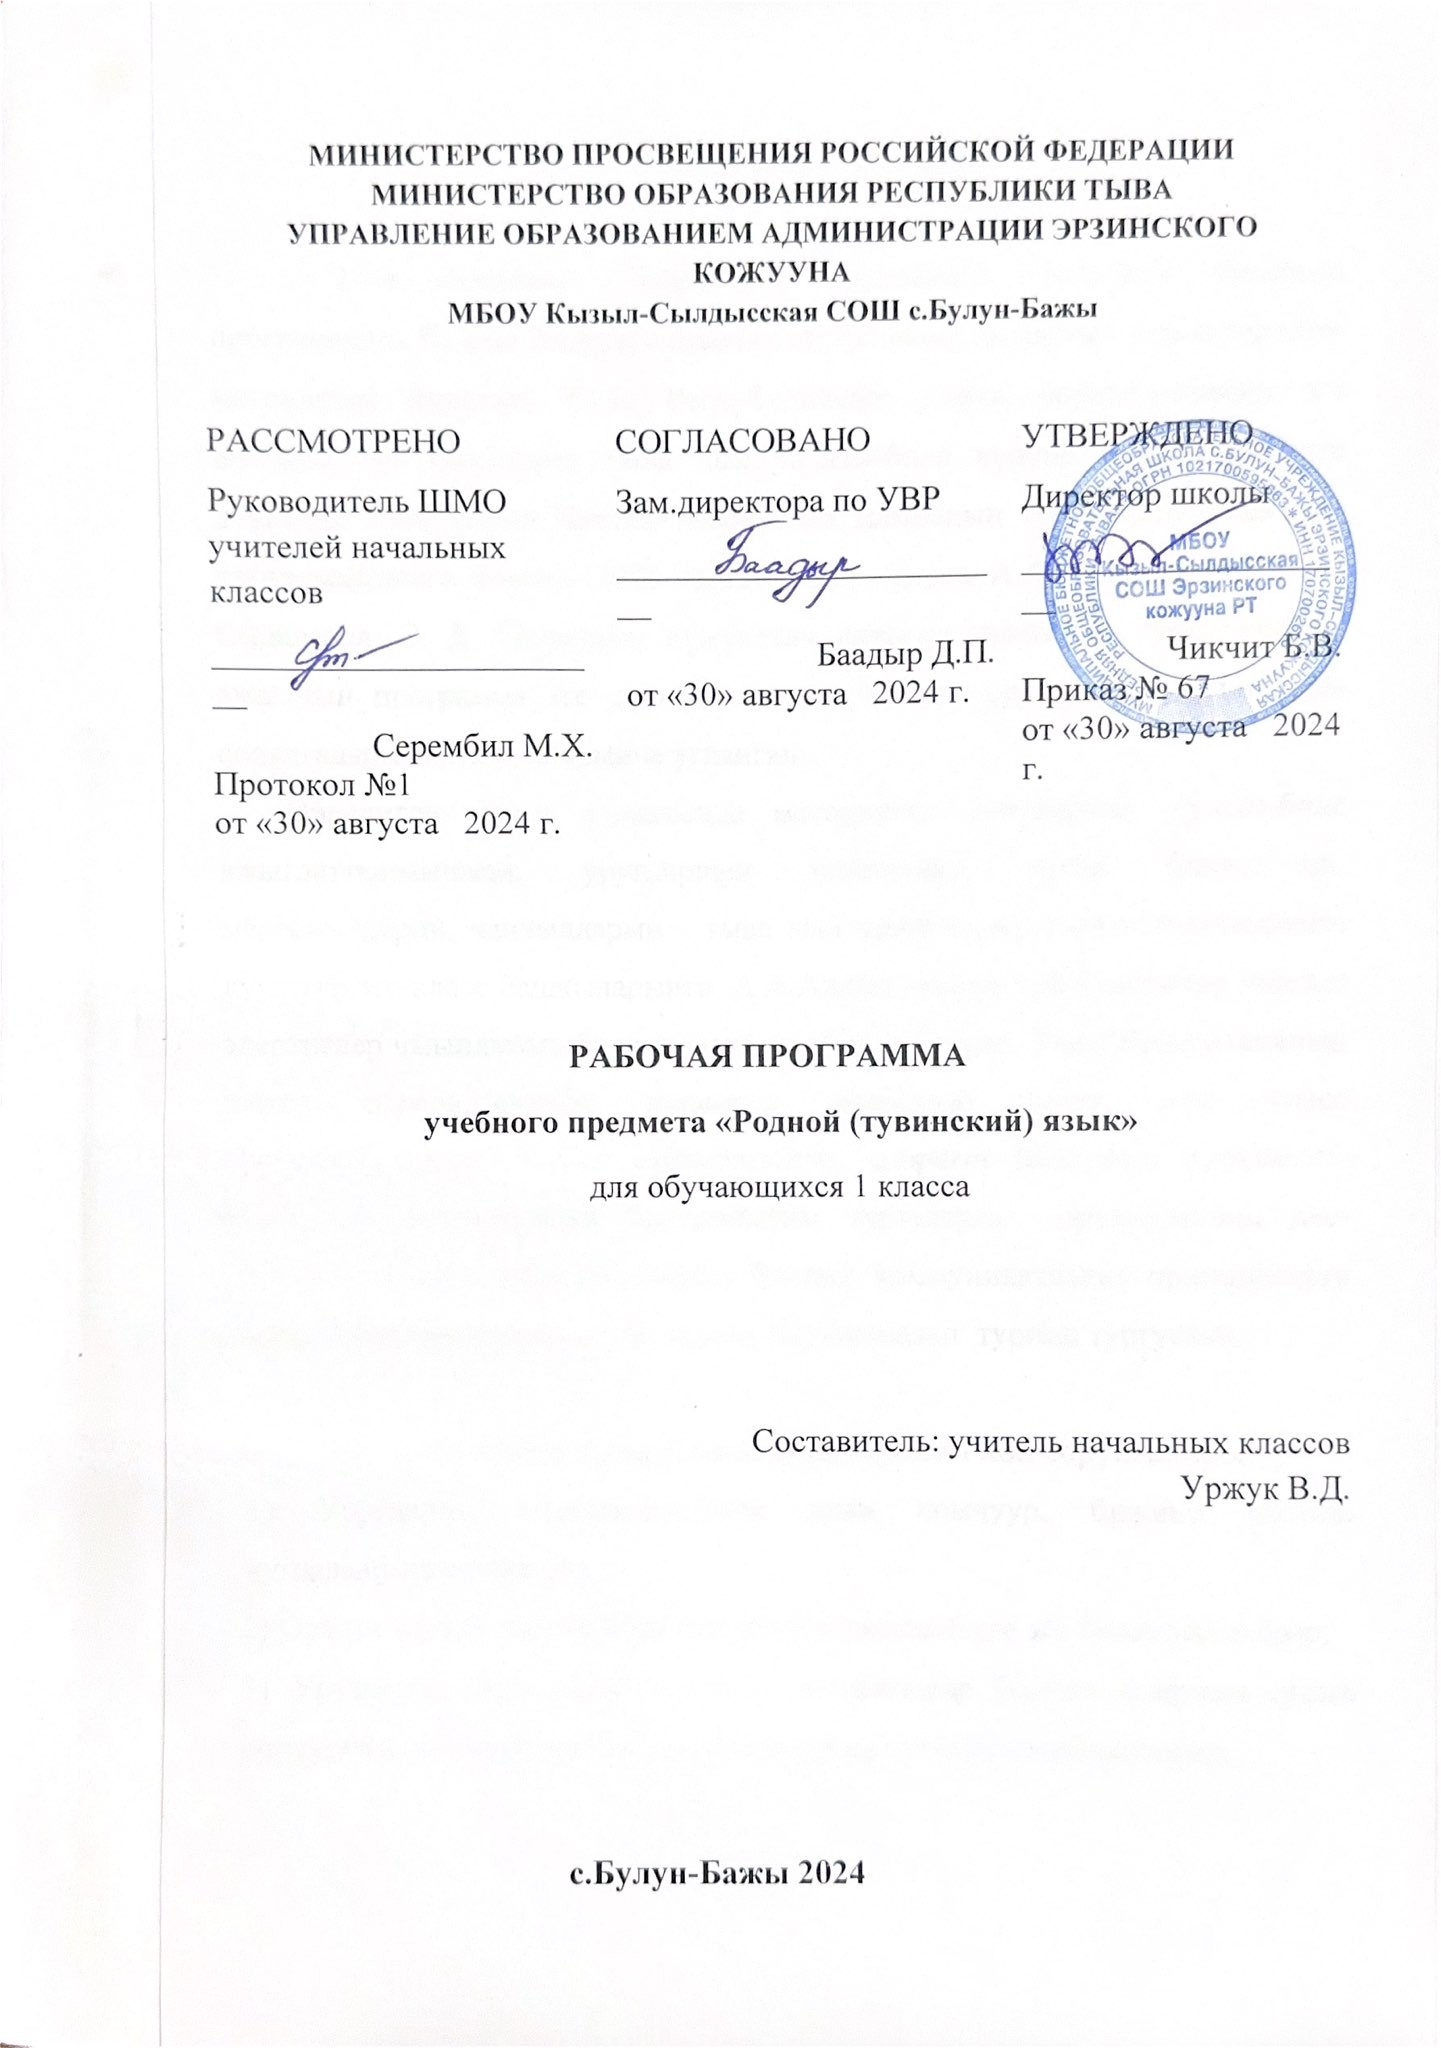 МИНИСТЕРСТВО ПРОСВЕЩЕНИЯ РОССИЙСКОЙ ФЕДЕРАЦИИ
МИНИСТЕРСТВО ОБРАЗОВАНИЯ РЕСПУБЛИКИ ТЫВА
УПРАВЛЕНИЕ ОБРАЗОВАНИЕМ АДМИНИСТРАЦИИ ЭРЗИНСКОГО
КОЖУУНА
МБОУ Кызыл-Сылдысская СОШ с.Булун-Бажы
РАССМОТРЕНО
Руководитель ШМО
учителей начальных
классов
Серембил М.Х.
Протокол №1
от «30» августа 2024 г.
СОГЛАСОВАНО
Зам.директора по УВР
Баадыр
Баадыр Д.П.
от «30» августа 2024 г.
УТВЕРЖДЕНО
Директор школы
МБОУ
Кызыл-Сылдысская
СОШ Эрзинского
кожууна РТ
Чикчит Б.В.
Приказ № 67
от «30» августа 2024
г.
РАБОЧАЯ ПРОГРАММА
учебного предмета «Родной (тувинский) язык»
для обучающихся 1 класса
Составитель: учитель начальных классов
Уржук В.Д.
с.Булун-Бажы 2024